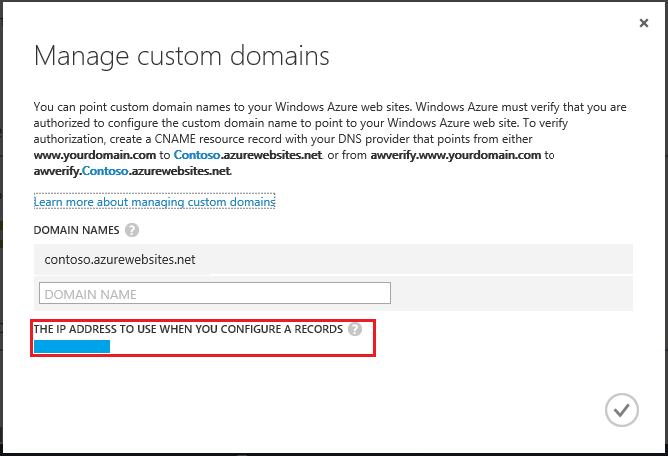 Manage custom domains
You can point custom domain names to your Windows Azure web sites. Windows Azure must verify that you are
authorized to configure the custom domain name to point to your Windows Azure web site. To verify
authorization, create a CNAME resource record with your DNS provider that points from either
www.yourdomain.com to Contoso.azurewebsites.net, or from awverify.www.yourdomain.com to
awverify.Contoso.azurewebsites.net.
Learn more about managing custom domains
DOMAIN NAMES ?
contoso.azurewebsites.net
DOMAIN NAME
THE IP ADDRESS TO USE WHEN YOU CONFIGURE A RECORDS ?